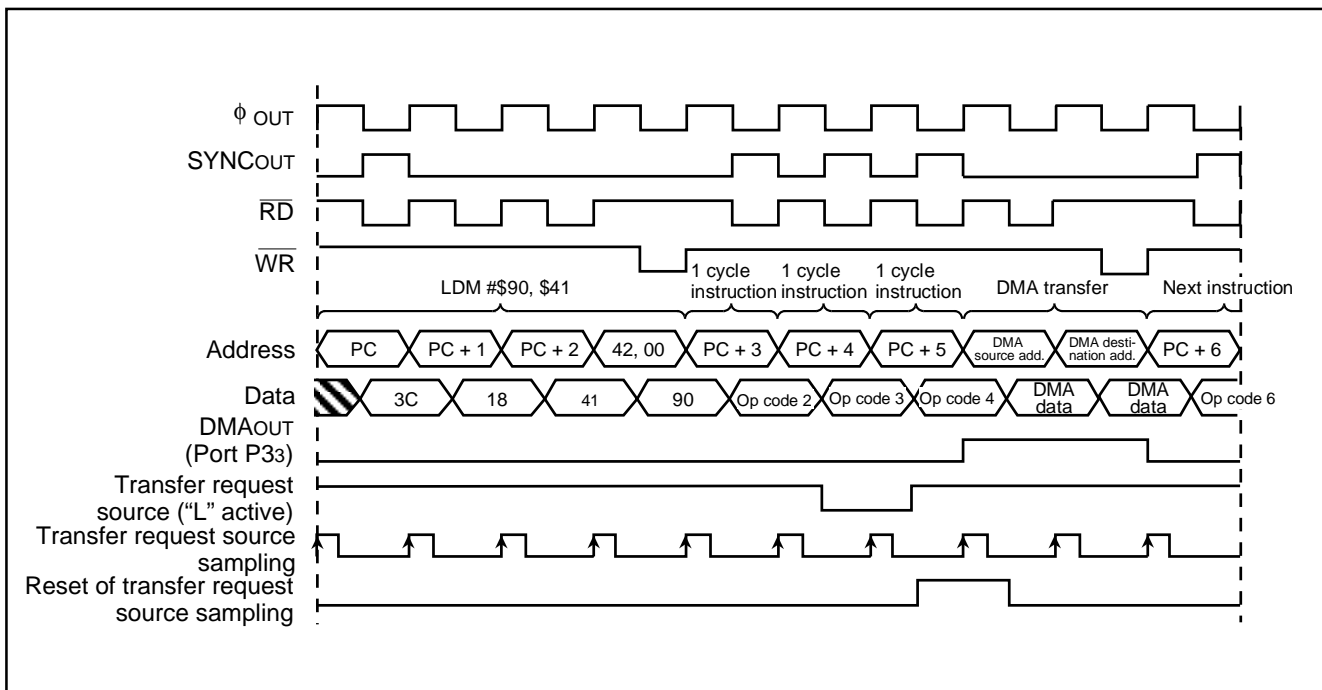 ϕ OUT
SYNCOUT
RD
WR
LDM #$90, $41
1 cycle instruction
1 cycle instruction
1 cycle instruction
DMA transfer
Next instruction
Address
PC
PC + 1
PC + 2
42, 00
PC + 3
PC + 4
PC + 5
DMA source add.
DMA desti-
nation add.
PC + 6
Data
3C
18
41
90
Op code 2
Op code 3
Op code 4
DMA data
DMA data
Op code 6
DMAOUT
(Port P33)
Transfer request
source (“L” active)
Transfer request source
sampling
Reset of transfer request
source sampling